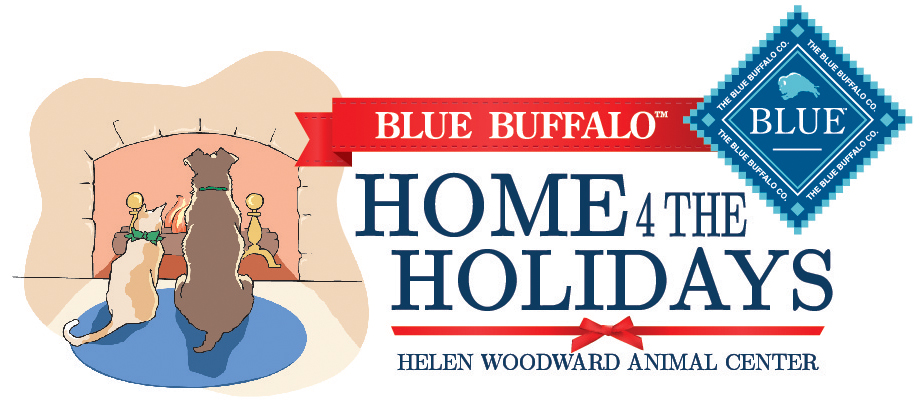 BLUE BUFFALO™
HOME 4 THE
HOLIDAYS
HELEN WOODWARD ANIMAL CENTER
THE BLUE BUFFALO CO.
THE BLUE BUFFALO CO.
BLUE™
THE BLUE BUFFALO CO.
THE BLUE BUFFALO CO.